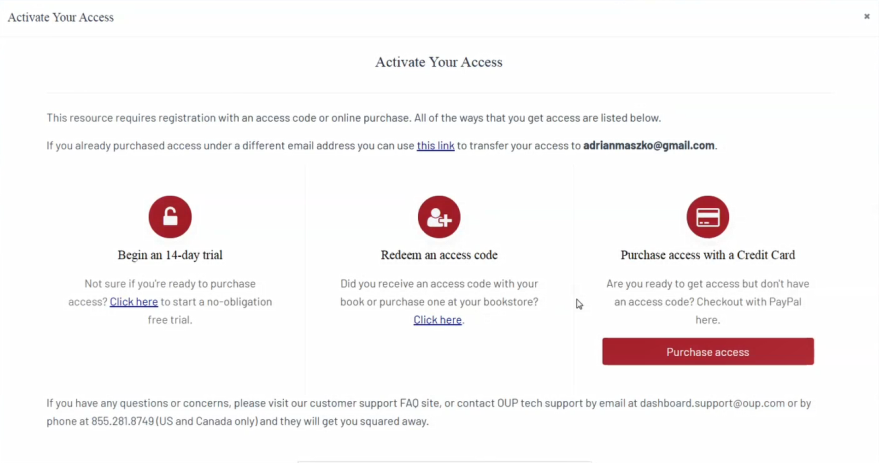 Activate Your Access ×
Activate Your Access
This resource requires registration with an access code or online purchase. All of the ways that you get access are listed below.
If you already purchased access under a different email address you can use this link to transfer your access to adrianmaszko@gmail.com.
Begin an 14-day trial
Not sure if you're ready to purchase
access? Click here to start a no-obligation
free trial.
Redeem an access code
Did you receive an access code with your
book or purchase one at your bookstore?
Click here.
Purchase access with a Credit Card
Are you ready to get access but don't have
an access code? Checkout with PayPal
here.
Purchase access
If you have any questions or concerns, please visit our customer support FAQ site, or contact OUP tech support by email at dashboard.support@oup.com or by
phone at 855.281.8749 (US and Canada only) and they will get you squared away.